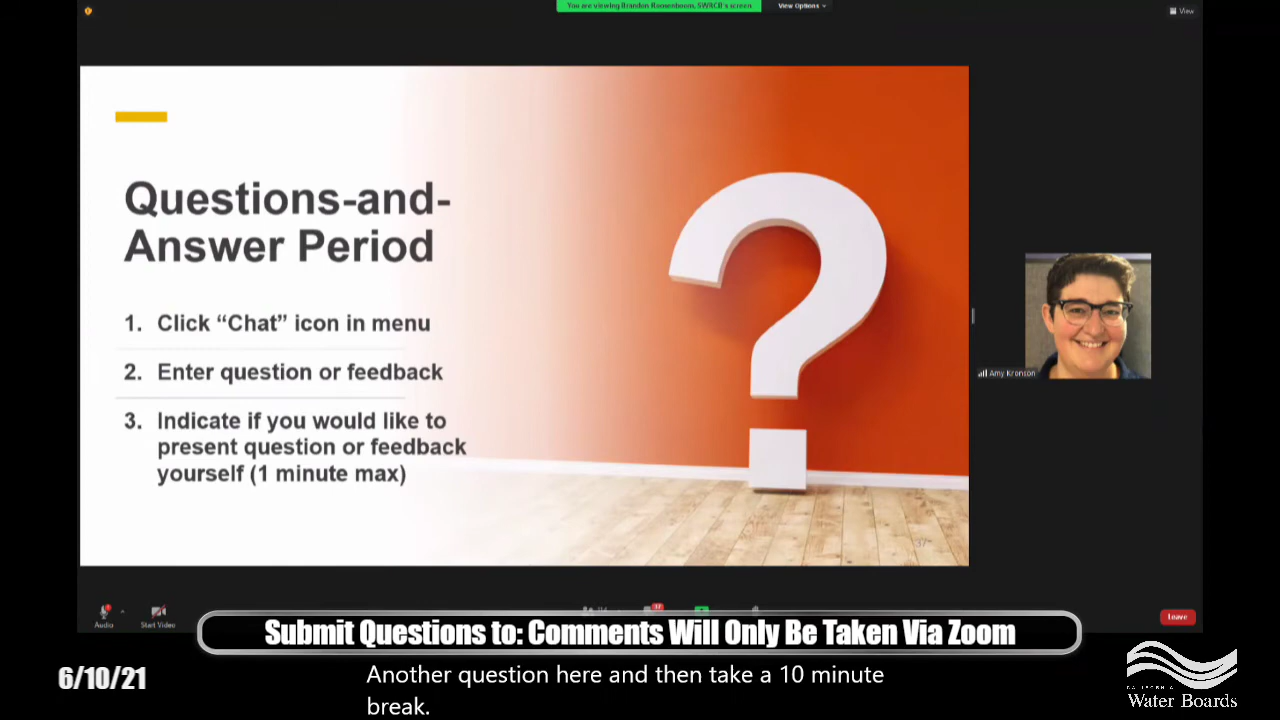 You are viewing Brandon Roosenboom, SWRCB's screen
View Options
View
Questions-and-
Answer Period
1. Click “Chat” icon in menu
2. Enter question or feedback
3. Indicate if you would like to
present question or feedback
yourself (1 minute max)
37
Amy Kronson
Audio
Start Video
37
Leave
Submit Questions to: Comments Will Only Be Taken Via Zoom
6/10/21
Another question here and then take a 10 minute
break.
Water Boards